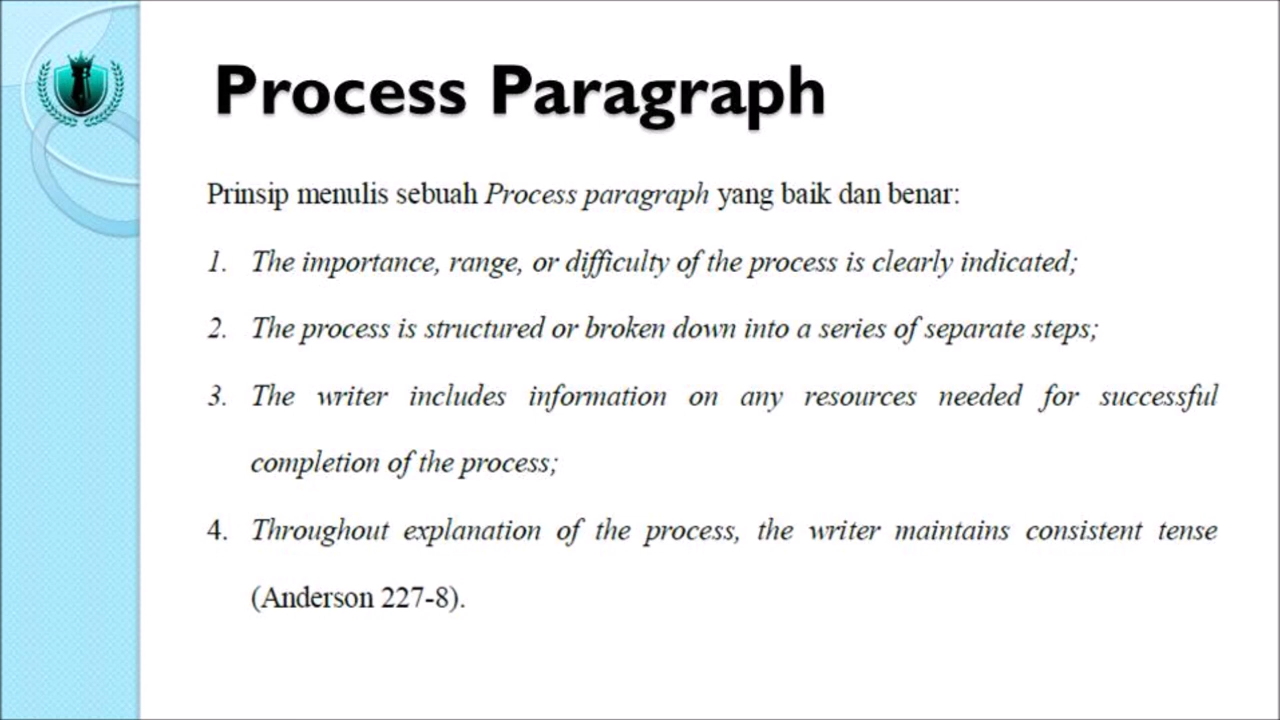 Process Paragraph
Prinsip menulis sebuah Process paragraph yang baik dan benar:
1. The importance, range, or difficulty of the process is clearly indicated;
2. The process is structured or broken down into a series of separate steps;
3. The writer includes information on any resources needed for successful
completion of the process;
4. Throughout explanation of the process, the writer maintains consistent tense
(Anderson 227-8).